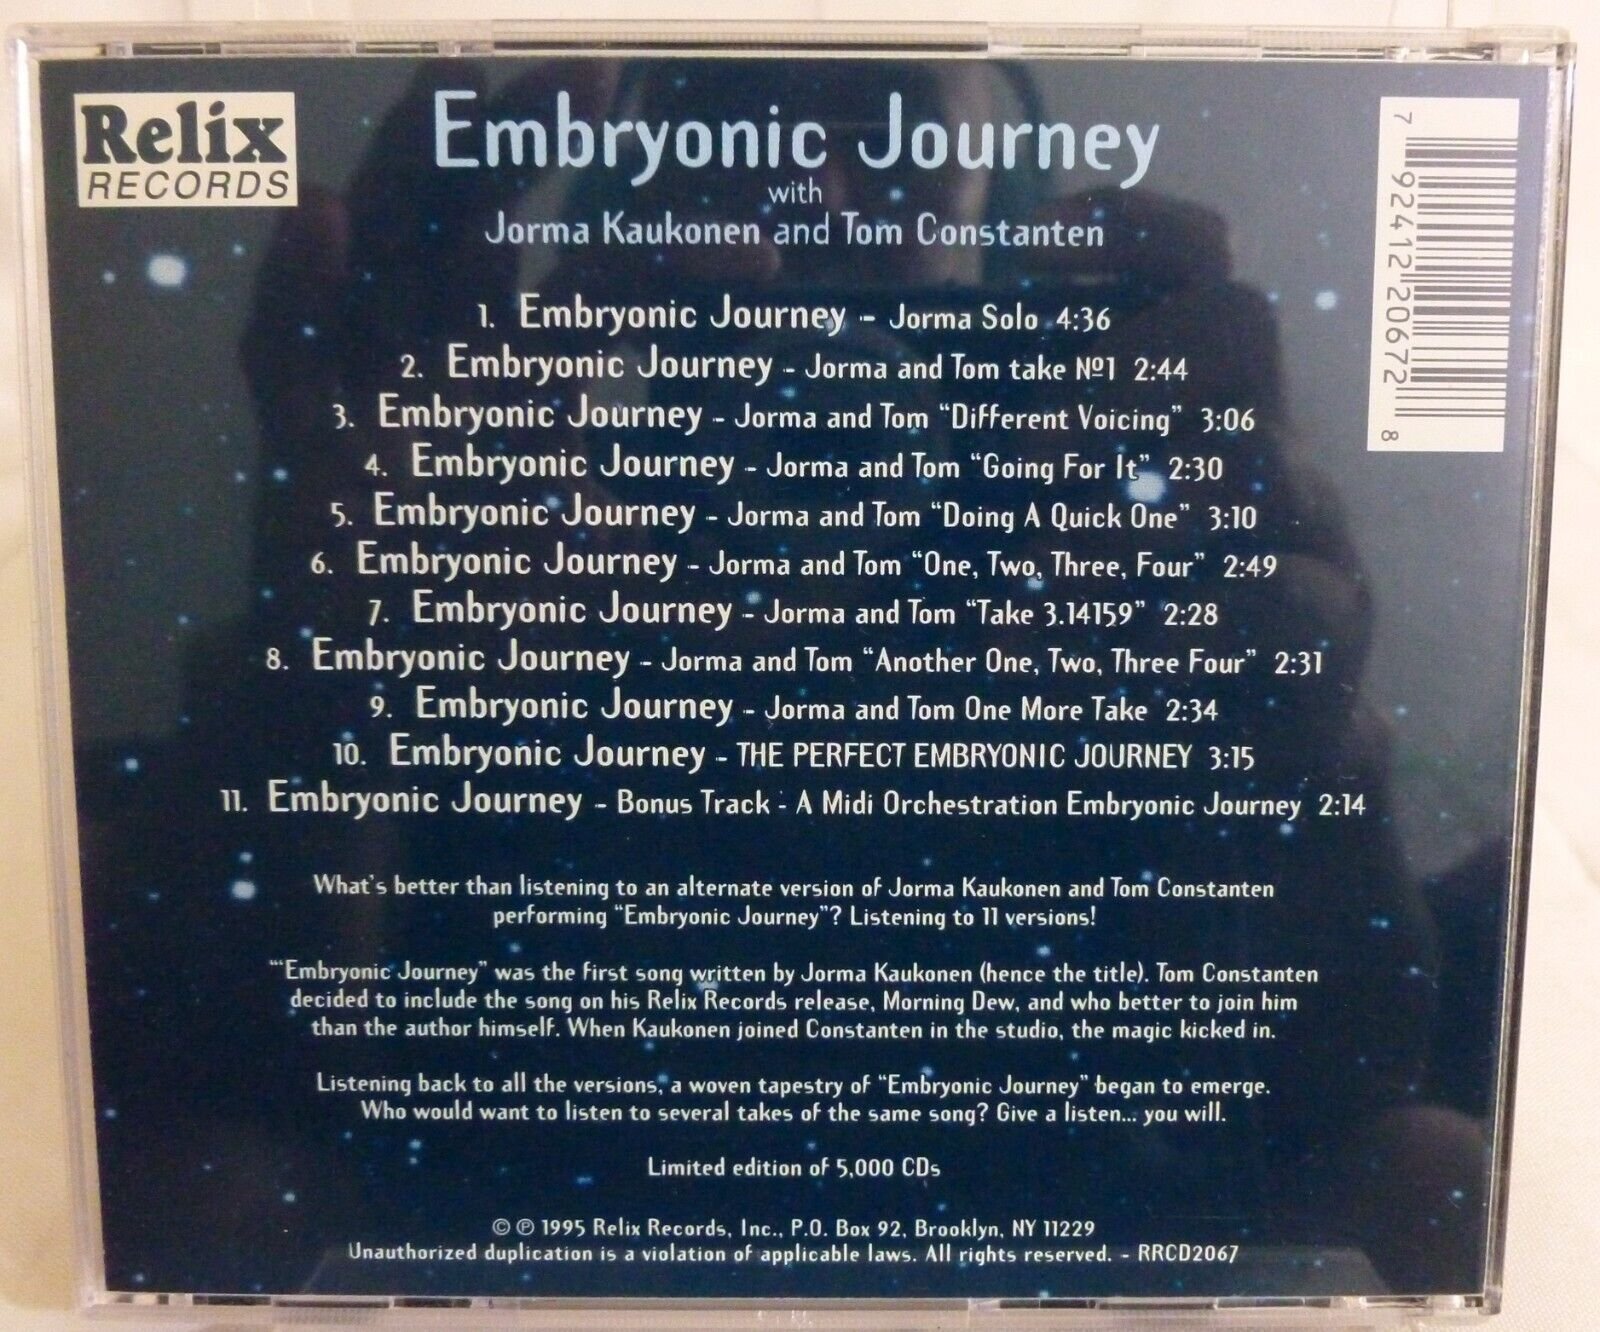 Relix
RECORDS
Embryonic Journey
with
Jorma Kaukonen and Tom Constanten
7 92412 20672 8
1. Embryonic Journey - Jorma Solo 4:36
2. Embryonic Journey - Jorma and Tom take №1 2:44
3. Embryonic Journey - Jorma and Tom “Different Voicing” 3:06
4. Embryonic Journey - Jorma and Tom “Going For It” 2:30
5. Embryonic Journey - Jorma and Tom “Doing A Quick One” 3:10
6. Embryonic Journey - Jorma and Tom “One, Two, Three, Four” 2:49
7. Embryonic Journey - Jorma and Tom “Take 3.14159” 2:28
8. Embryonic Journey - Jorma and Tom “Another One, Two, Three Four” 2:31
9. Embryonic Journey - Jorma and Tom One More Take 2:34
10. Embryonic Journey - THE PERFECT EMBRYONIC JOURNEY 3:15
11. Embryonic Journey - Bonus Track - A Midi Orchestration Embryonic Journey 2:14
What's better than listening to an alternate version of Jorma Kaukonen and Tom Constanten
performing “Embryonic Journey”? Listening to 11 versions!
“‘Embryonic Journey” was the first song written by Jorma Kaukonen (hence the title). Tom Constanten
decided to include the song on his Relix Records release, Morning Dew, and who better to join him
than the author himself. When Kaukonen joined Constanten in the studio, the magic kicked in.
Listening back to all the versions, a woven tapestry of “Embryonic Journey” began to emerge.
Who would want to listen to several takes of the same song? Give a listen... you will.
Limited edition of 5,000 CDs
© ℗ 1995 Relix Records, Inc., P.O. Box 92, Brooklyn, NY 11229
Unauthorized duplication is a violation of applicable laws. All rights reserved. - RRCD2067